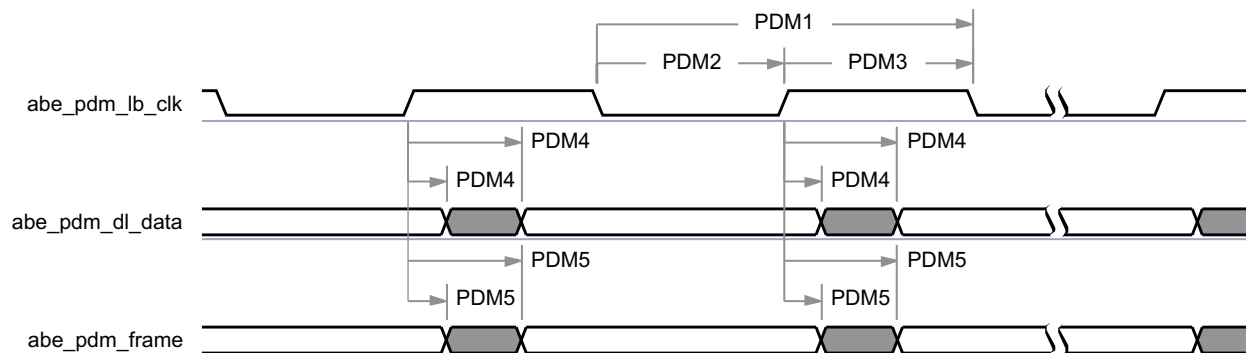 PDM1
PDM2 PDM3
abe_pdm_lb_clk
PDM4 PDM4
PDM4 PDM4
abe_pdm_dl_data
PDM5 PDM5
PDM5 PDM5
abe_pdm_frame